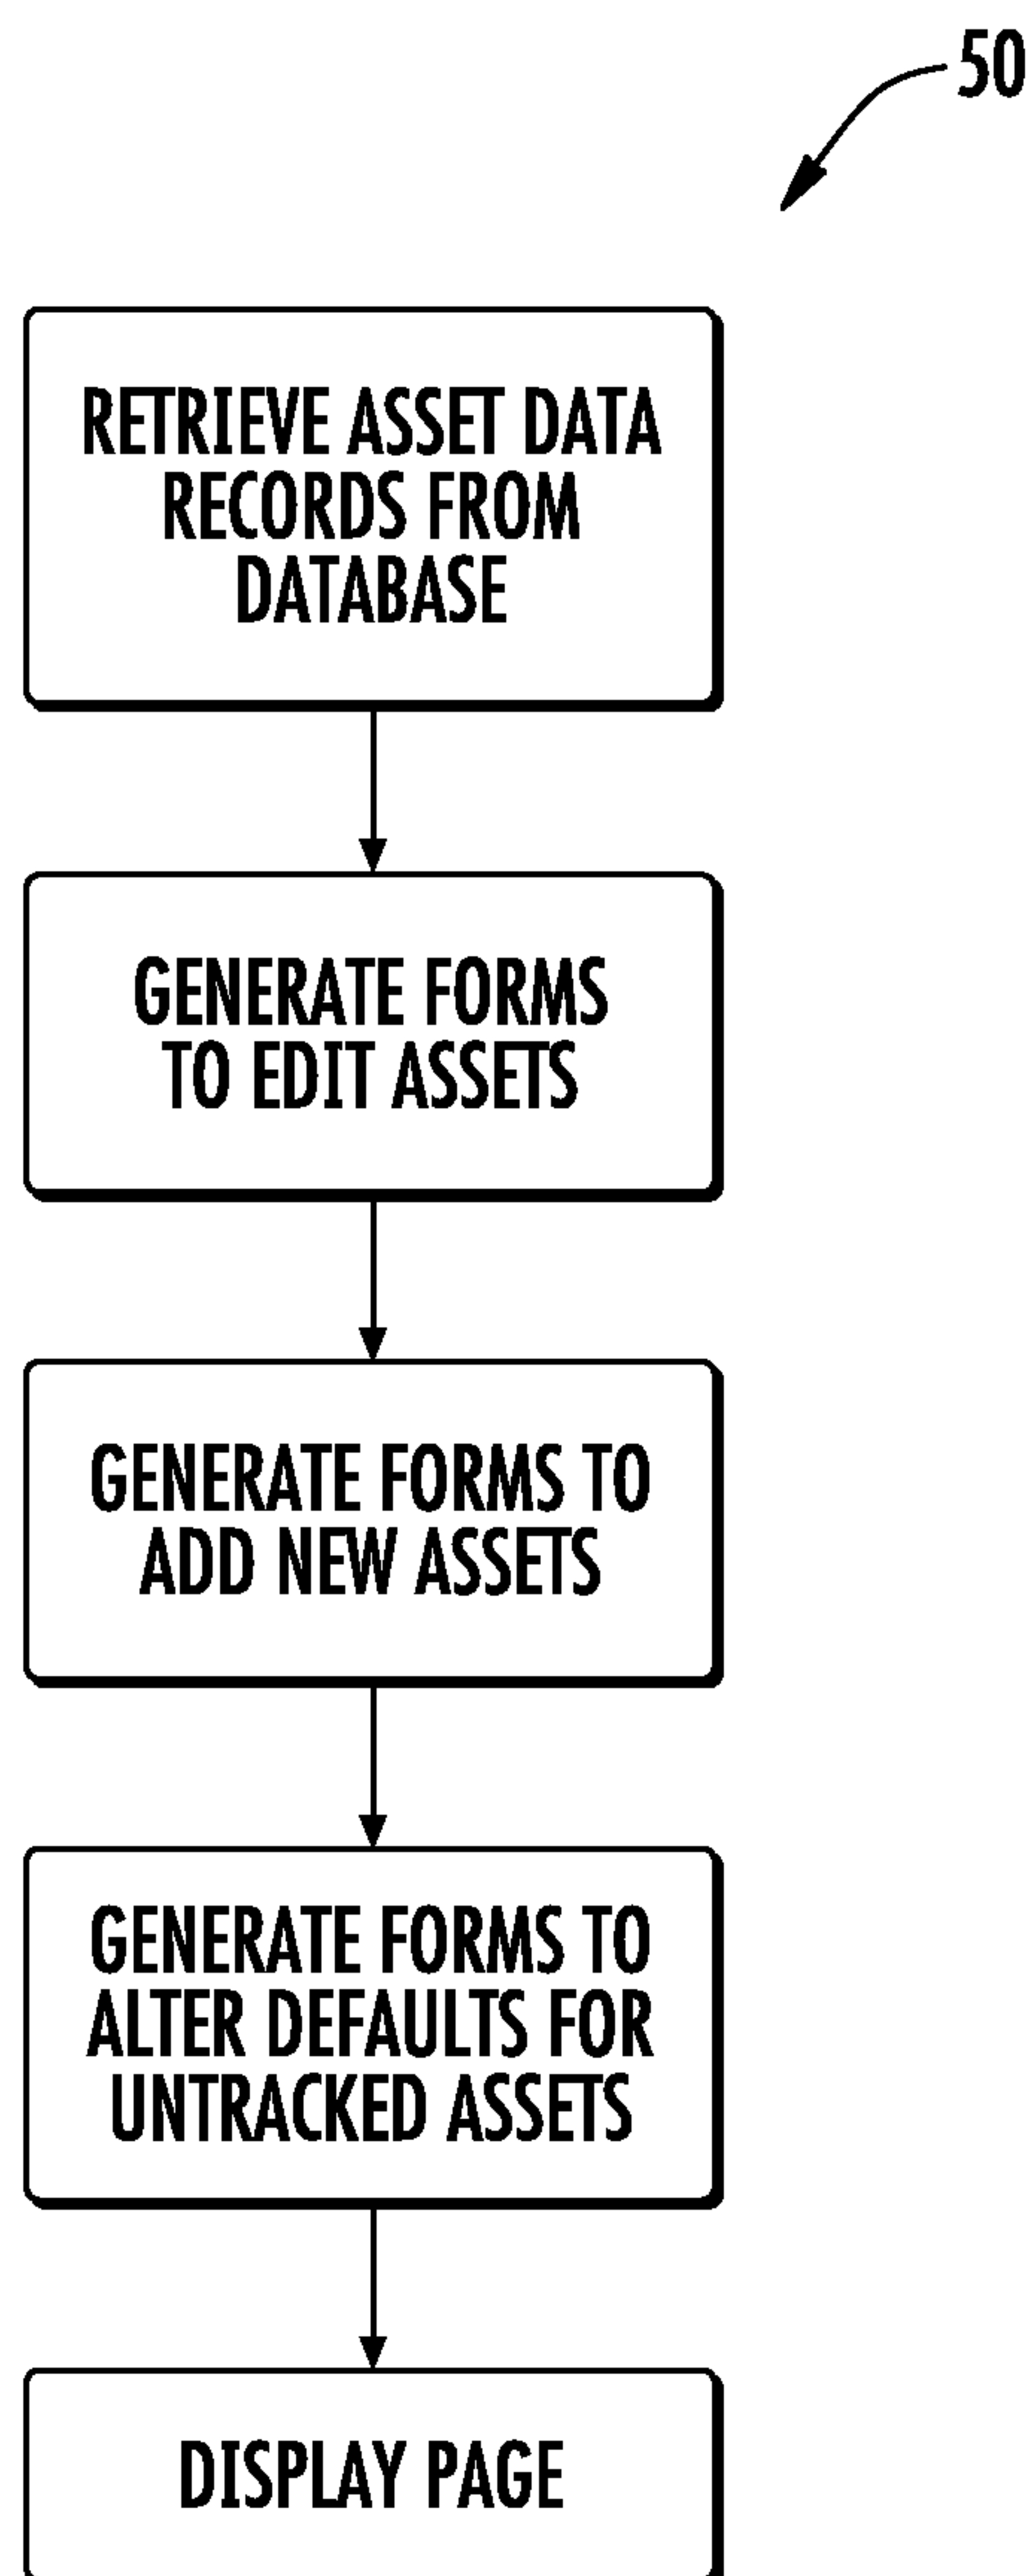 50
RETRIEVE ASSET DATA
RECORDS FROM
DATABASE
GENERATE FORMS
TO EDIT ASSETS
GENERATE FORMS TO
ADD NEW ASSETS
GENERATE FORMS TO
ALTER DEFAULTS FOR
UNTRACKED ASSETS
DISPLAY PAGE